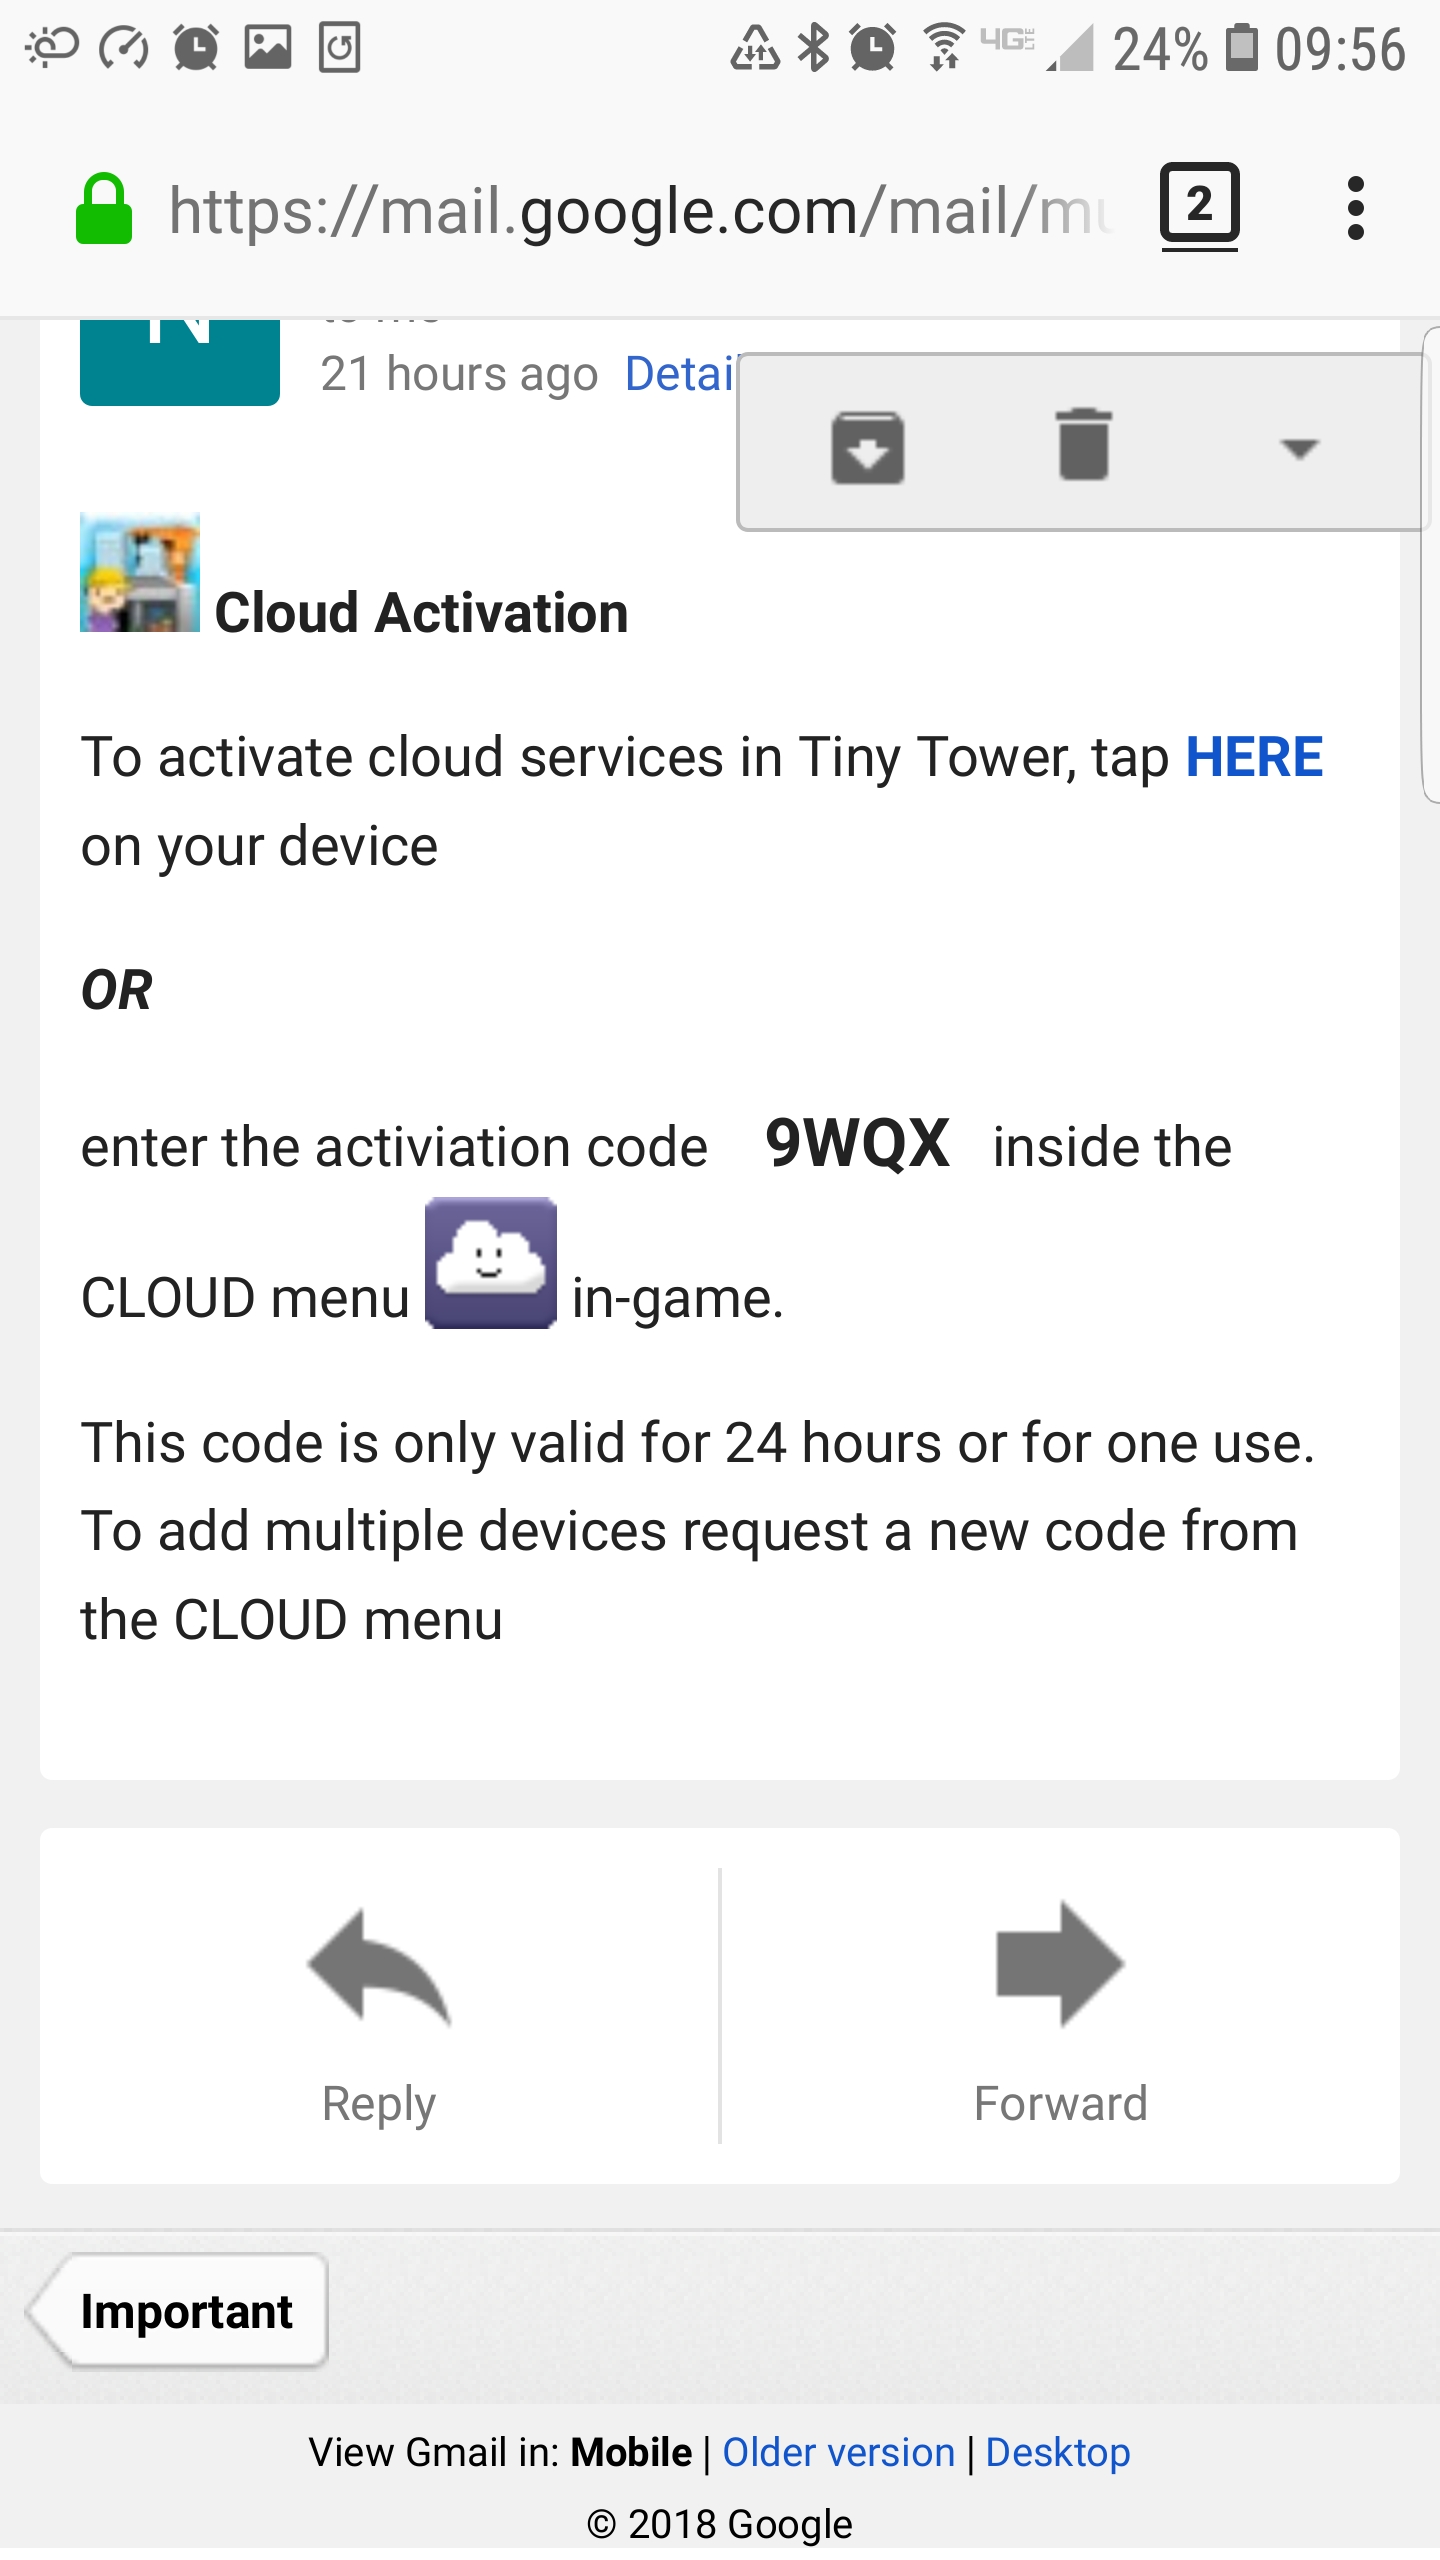 24% 09:56
https://mail.google.com/mail/mu
2
21 hours ago Detai
Cloud Activation
To activate cloud services in Tiny Tower, tap HERE
on your device
OR
enter the activiation code 9WQX inside the
CLOUD menu in-game.
This code is only valid for 24 hours or for one use.
To add multiple devices request a new code from
the CLOUD menu
Reply
Forward
Important
View Gmail in: Mobile | Older version | Desktop
© 2018 Google